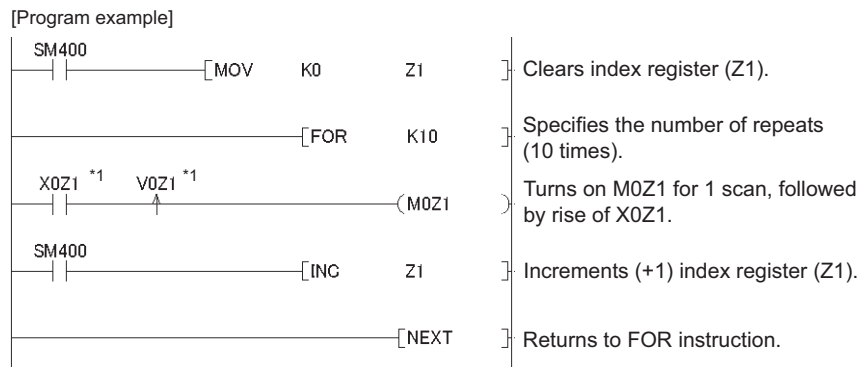 [Program example]
SM400
MOV K0 Z1 Clears index register (Z1).
FOR K10 Specifies the number of repeats
(10 times).
X0Z1 *1 V0Z1 *1
M0Z1 Turns on M0Z1 for 1 scan, followed
by rise of X0Z1.
SM400
INC Z1 Increments (+1) index register (Z1).
NEXT Returns to FOR instruction.